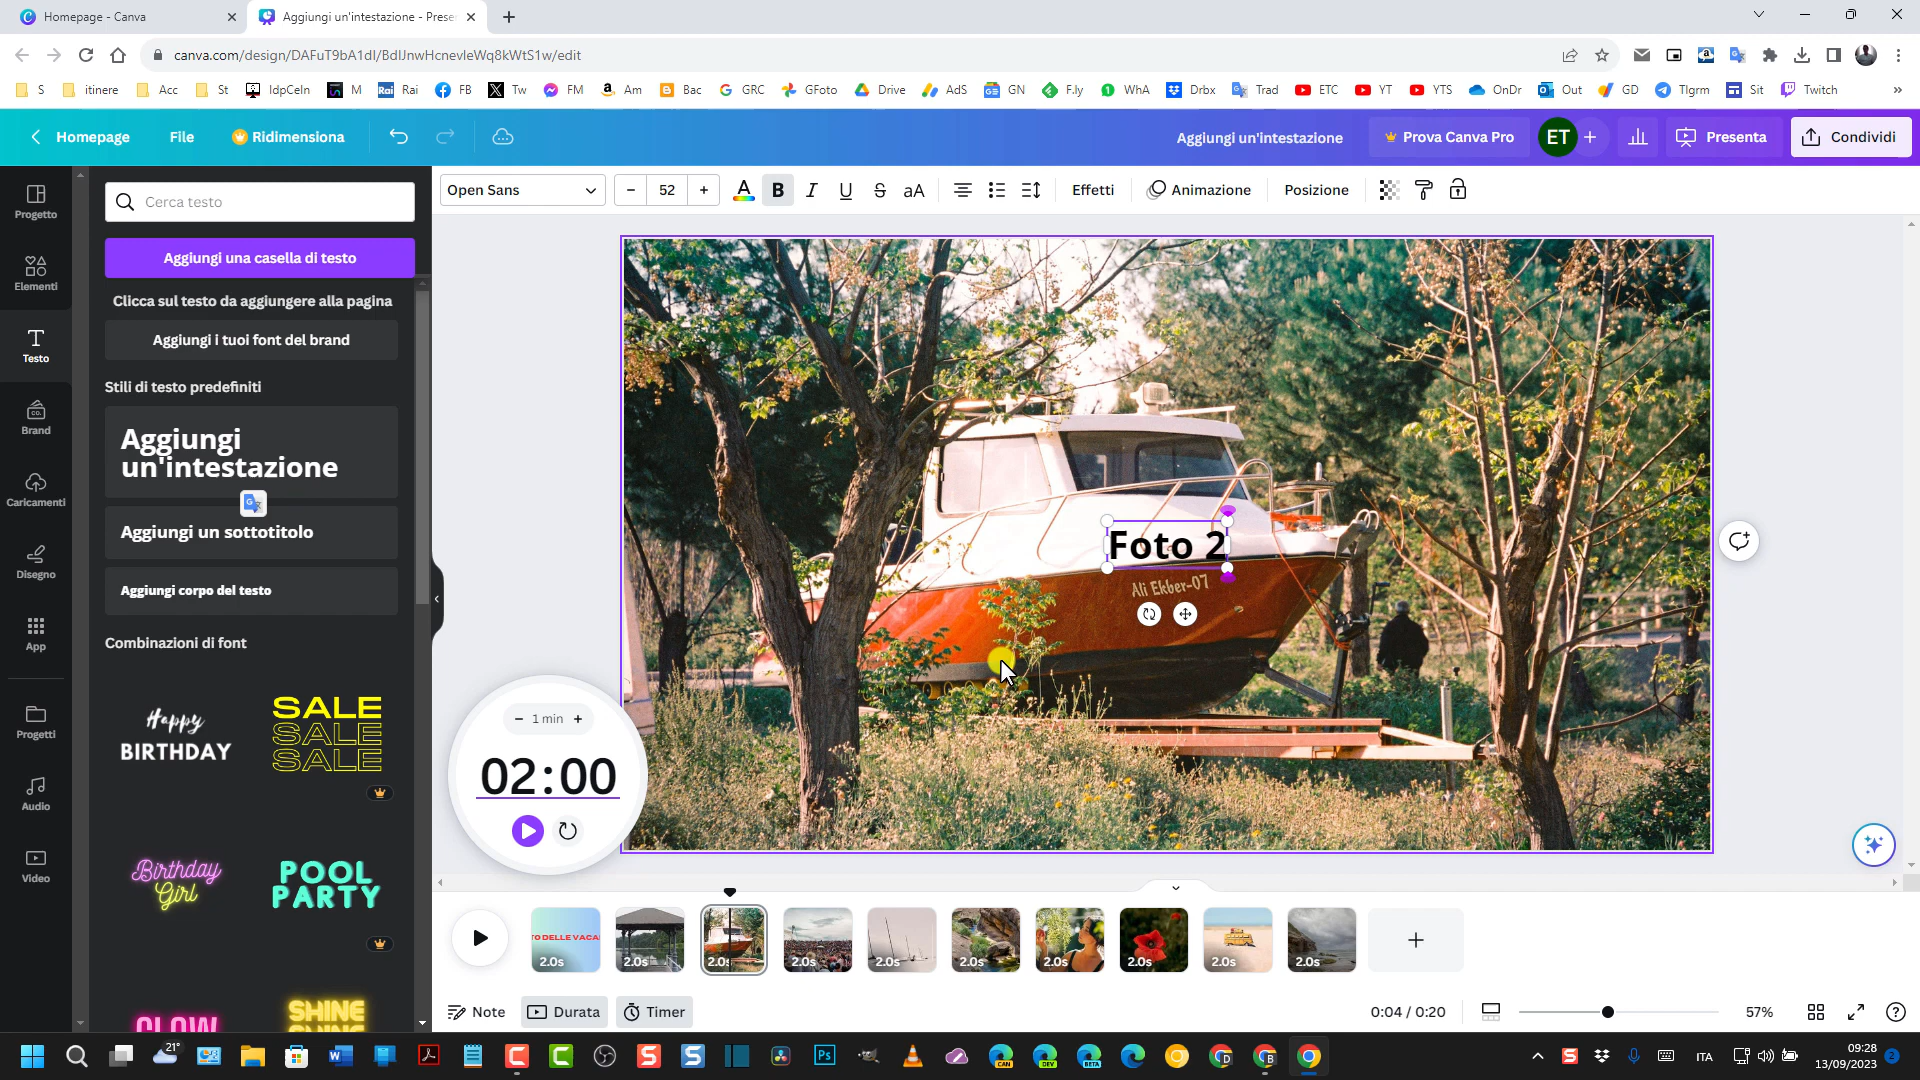 Homepage - Canva
Aggiungi un'intestazione - Prese
canva.com/design/DAFuT9bA1dI/BdlJnwHcnevleWq8kWtS1w/edit
S
itinere
Acc
St
IdpCeln
M
Rai
FB
Tw
FM
Am
Bac
GRC
GFoto
Drive
AdS
GN
F.ly
WhA
Drbx
Trad
ETC
YT
YTS
OnDr
Out
GD
Tlgrm
Sit
Twitch
Homepage
File
Ridimensiona
Aggiungi un'intestazione
Prova Canva Pro
ET
Presenta
Condividi
Open Sans
52
Effetti
Animazione
Posizione
Progetto
Elementi
Testo
Brand
Caricamenti
Disegno
App
Progetti
Audio
Video
Cerca testo
Aggiungi una casella di testo
Clicca sul testo da aggiungere alla pagina
Aggiungi i tuoi font del brand
Stili di testo predefiniti
Aggiungi
un'intestazione
Aggiungi un sottotitolo
Aggiungi corpo del testo
Combinazioni di font
Happy
BIRTHDAY
SALE
SALE
SALE
Birthday
Girl
POOL
PARTY
GLOW
SHINE
Foto 2
Ali Ekber-07
1 min
02:00
TO DELLE VACA
2.0s
2.0s
2.0s
2.0s
2.0s
2.0s
2.0s
2.0s
2.0s
2.0s
Note
Durata
Timer
0:04 / 0:20
57%
21°
ITA
09:28
13/09/2023
2